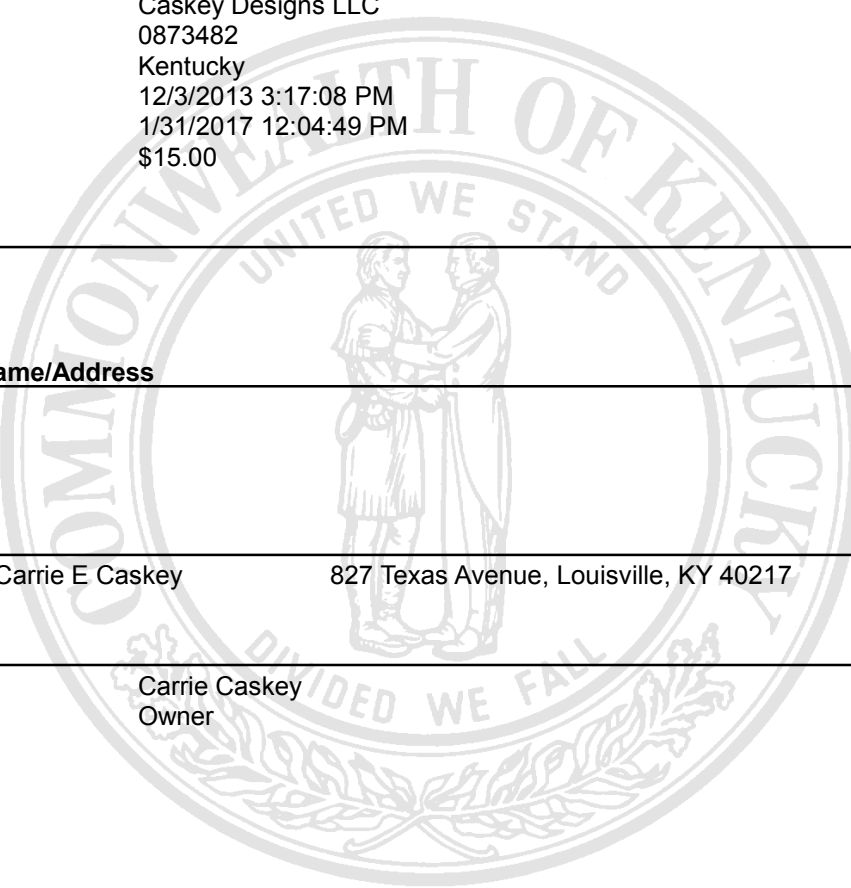 Caskey Designs LLC
0873482
Kentucky
12/3/2013 3:17:08 PM
1/31/2017 12:04:49 PM
$15.00
COMMONWEALTH OF KENTUCKY
UNITED WE STAND
ame/Address
Carrie E Caskey 827 Texas Avenue, Louisville, KY 40217
DIVIDED WE FALL
Carrie Caskey
Owner